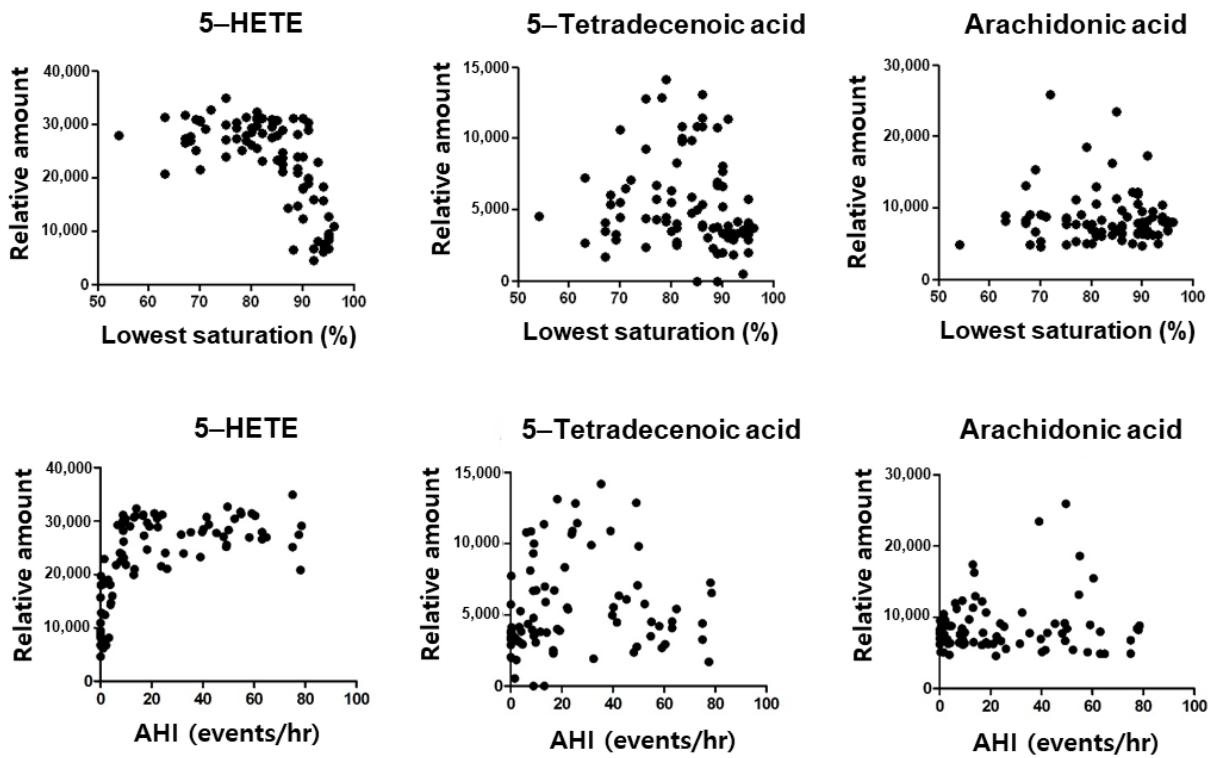 5–HETE
Relative amount
40,000
30,000
20,000
10,000
0
50 60 70 80 90 100
Lowest saturation (%)
5–Tetradecenoic acid
Relative amount
15,000
10,000
5,000
0
50 60 70 80 90 100
Lowest saturation (%)
Arachidonic acid
Relative amount
30,000
20,000
10,000
0
50 60 70 80 90 100
Lowest saturation (%)
5–HETE
Relative amount
40,000
30,000
20,000
10,000
0
0 20 40 60 80 100
AHI (events/hr)
5–Tetradecenoic acid
Relative amount
15,000
10,000
5,000
0
0 20 40 60 80 100
AHI (events/hr)
Arachidonic acid
Relative amount
30,000
20,000
10,000
0
0 20 40 60 80 100
AHI (events/hr)